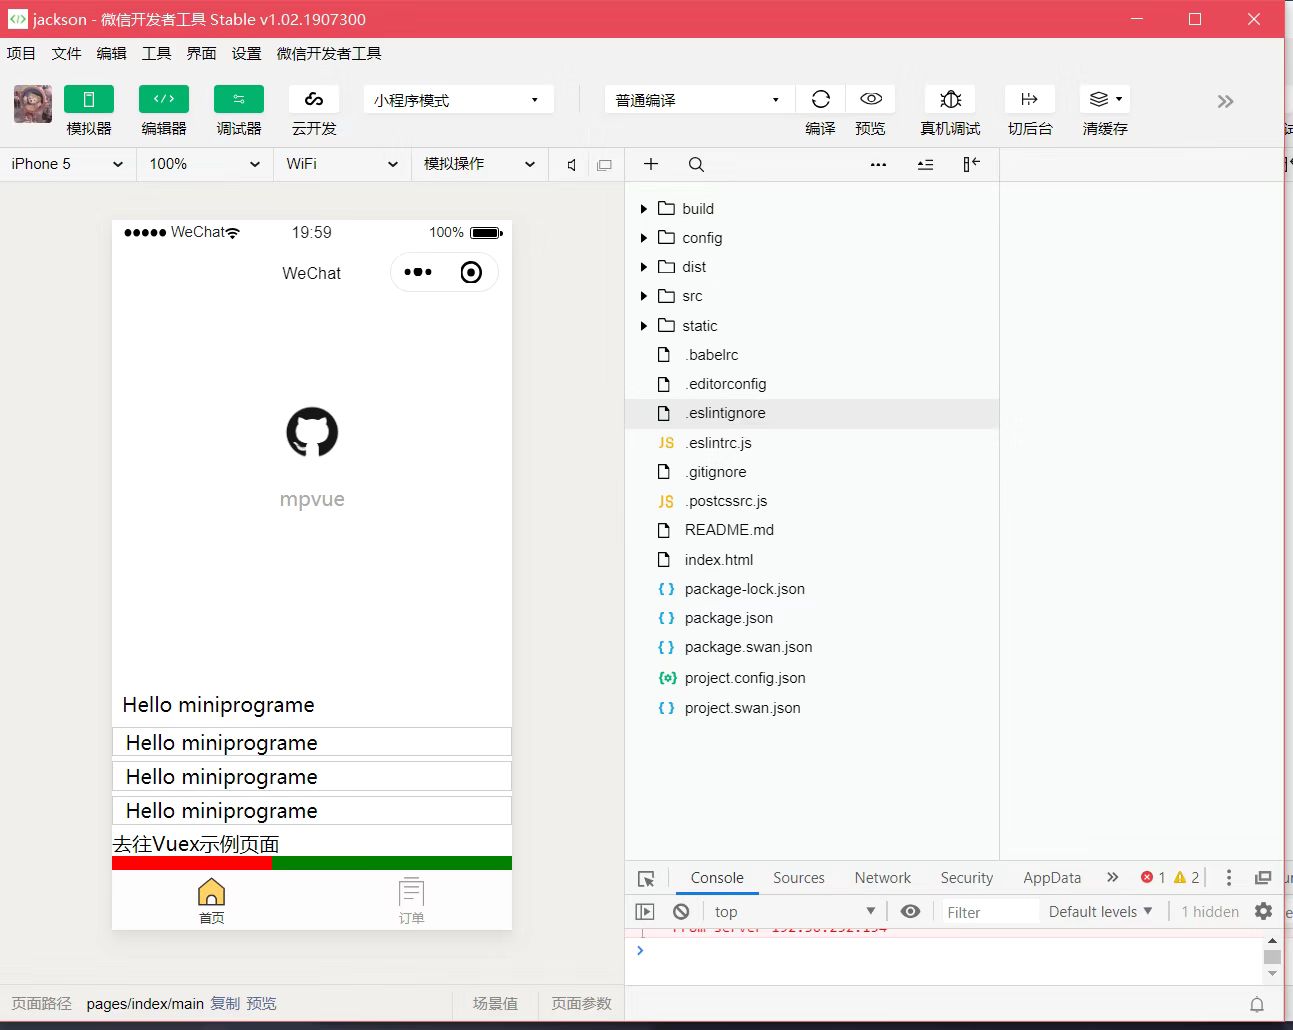 jackson - 微信开发者工具 Stable v1.02.1907300
项目 文件 编辑 工具 界面 设置 微信开发者工具
小程序模式 普通编译
模拟器 编辑器 调试器 云开发 编译 预览 真机调试 切后台 清缓存
iPhone 5 100% WiFi 模拟操作
WeChat 19:59 100%
WeChat
mpvue
Hello miniprograme
Hello miniprograme
Hello miniprograme
Hello miniprograme
去往Vuex示例页面
首页 订单
页面路径 pages/index/main 复制 预览 场景值 页面参数
build
config
dist
src
static
.babelrc
.editorconfig
.eslintignore
JS .eslintrc.js
.gitignore
JS .postcssrc.js
README.md
index.html
package-lock.json
package.json
package.swan.json
project.config.json
project.swan.json
Console Sources Network Security AppData 1 2
top Filter Default levels 1 hidden